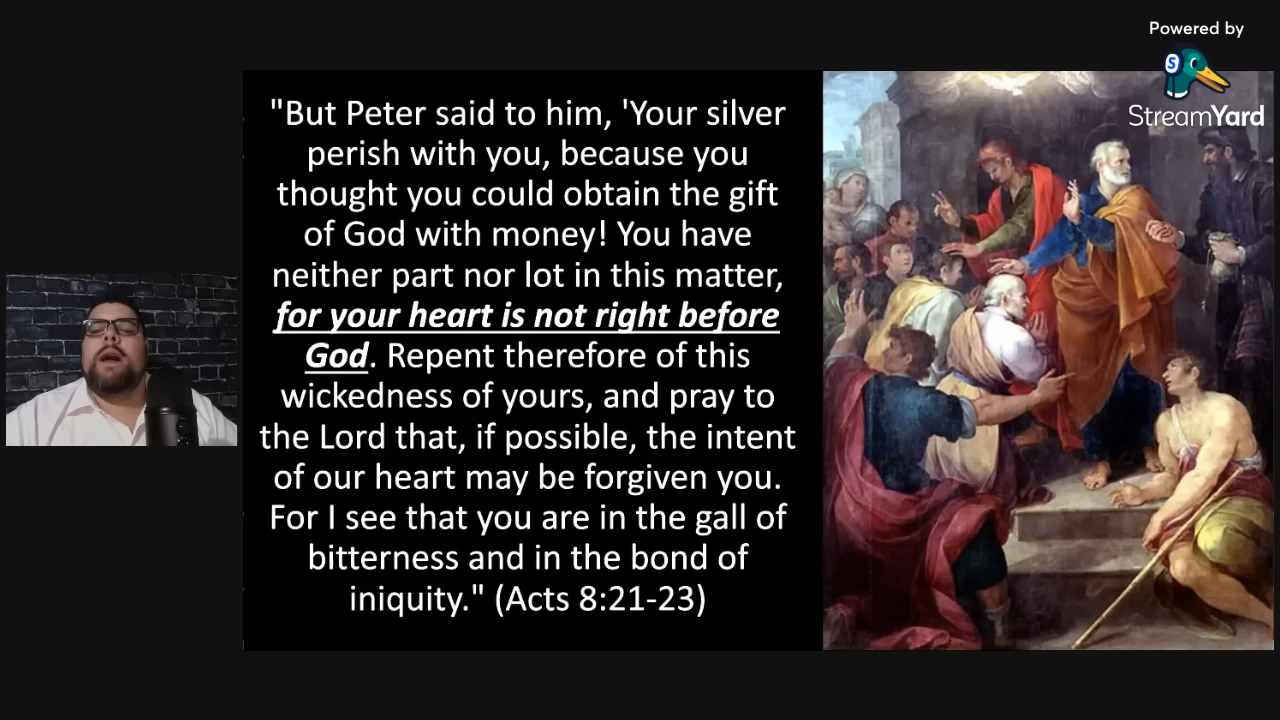 Powered by
StreamYard
"But Peter said to him, 'Your silver
perish with you, because you
thought you could obtain the gift
of God with money! You have
neither part nor lot in this matter,
for your heart is not right before
God. Repent therefore of this
wickedness of yours, and pray to
the Lord that, if possible, the intent
of our heart may be forgiven you.
For I see that you are in the gall of
bitterness and in the bond of
iniquity." (Acts 8:21-23)